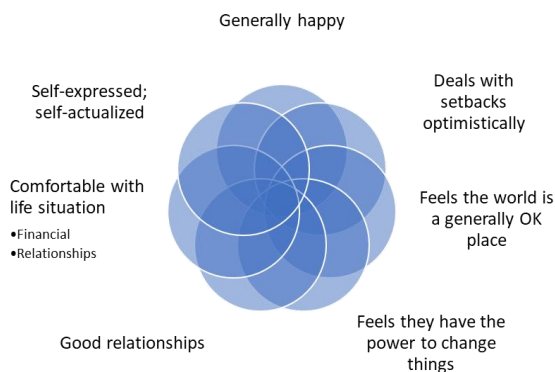 Generally happy
Deals with
setbacks
optimistically
Feels the world is
a generally OK
place
Feels they have the
power to change
things
Good relationships
Comfortable with
life situation
•Financial
•Relationships
Self-expressed;
self-actualized